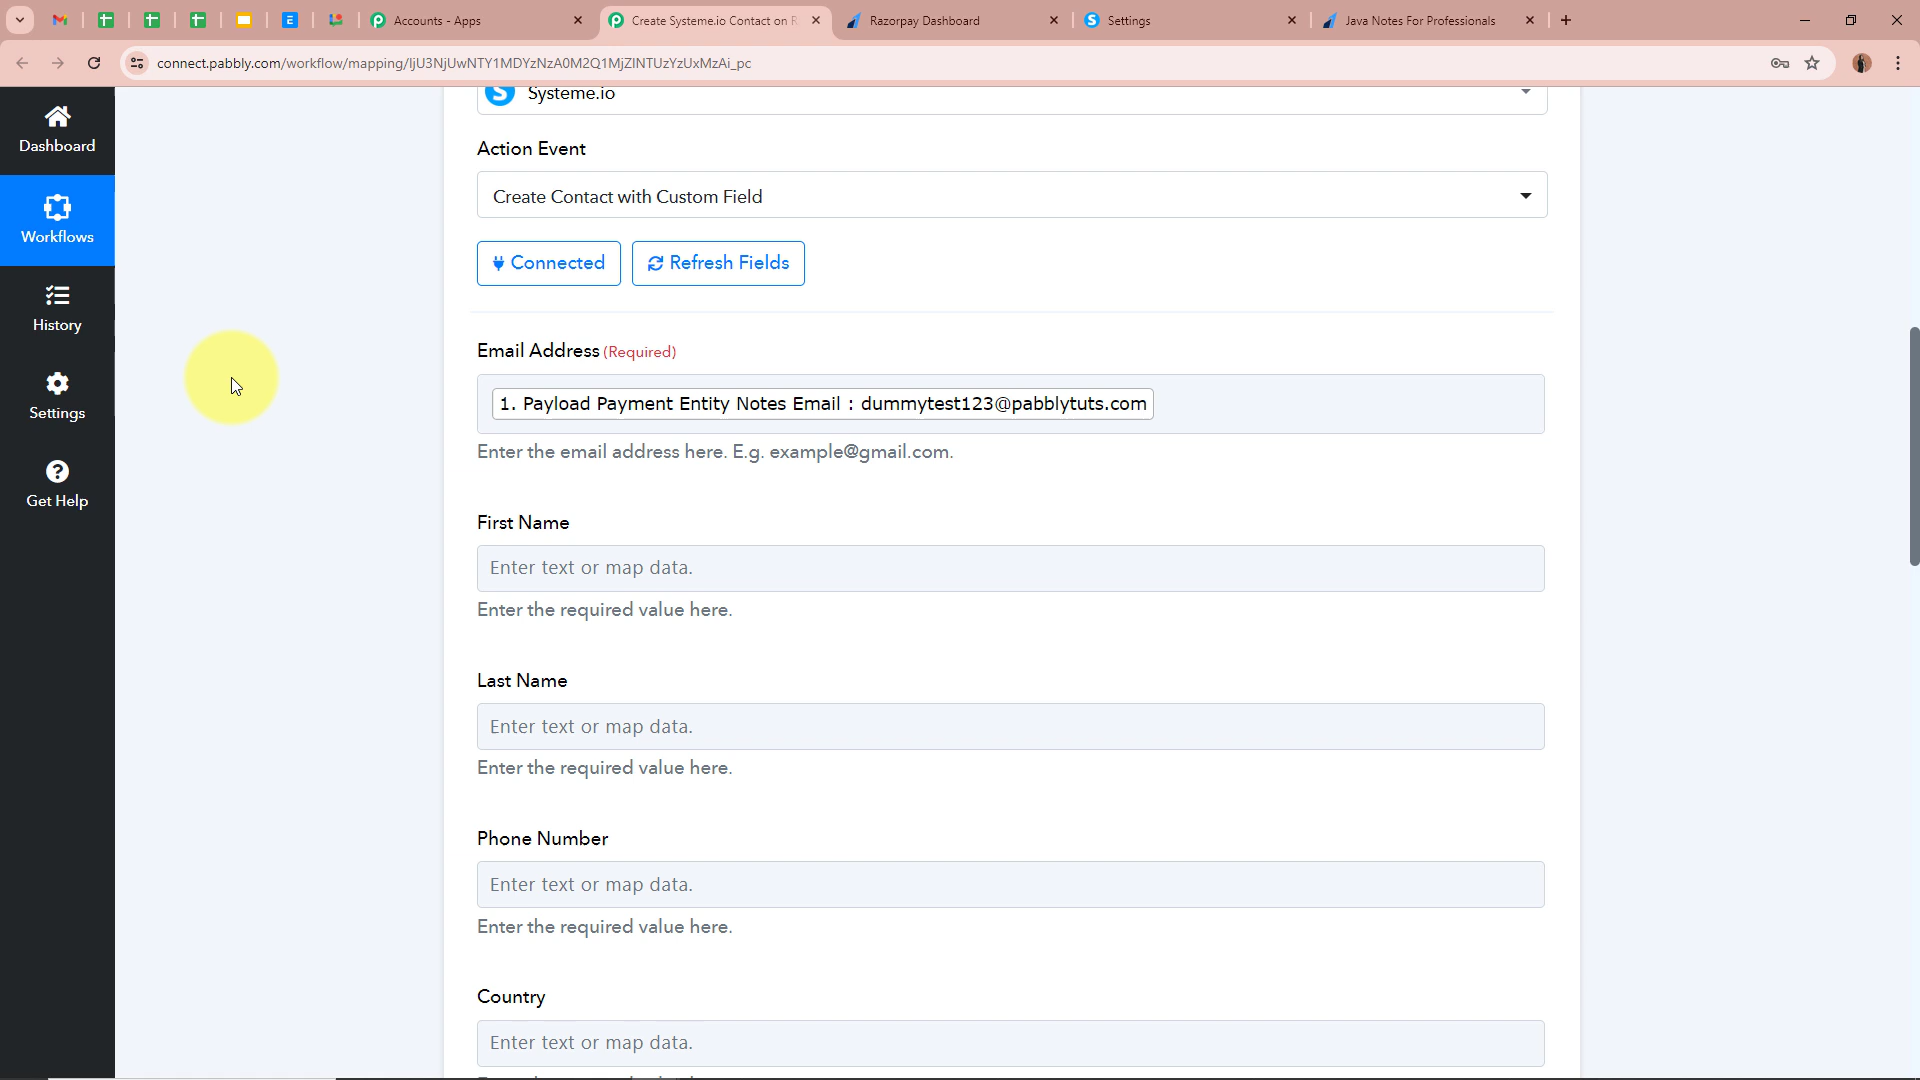 Accounts - Apps
Create Systeme.io Contact on R
Razorpay Dashboard
Settings
Java Notes For Professionals
connect.pabbly.com/workflow/mapping/IjU3NjUwNTY1MDYzNzA0M2Q1MjZlNTUzYzUxMzAi_pc
Systeme.io
Dashboard
Action Event
Create Contact with Custom Field
Workflows
Connected
Refresh Fields
History
Email Address (Required)
1. Payload Payment Entity Notes Email : dummytest123@pabblytuts.com
Settings
Enter the email address here. E.g. example@gmail.com.
Get Help
First Name
Enter text or map data.
Enter the required value here.
Last Name
Enter text or map data.
Enter the required value here.
Phone Number
Enter text or map data.
Enter the required value here.
Country
Enter text or map data.